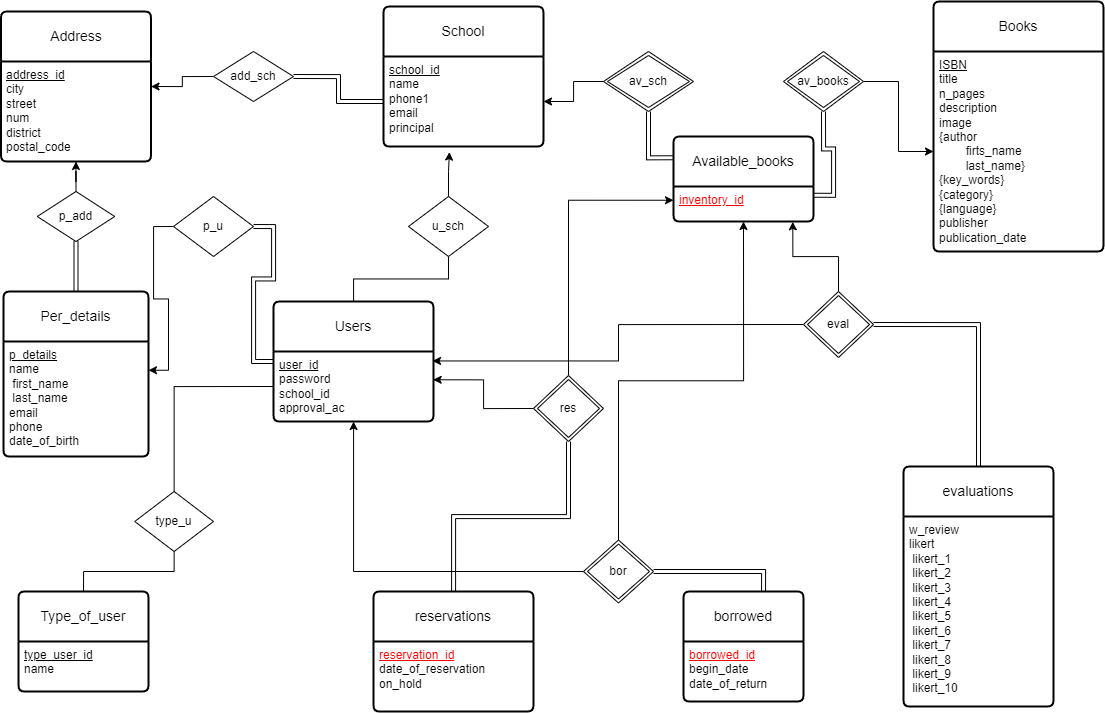 Address
address_id
city
street
num
district
postal_code
add_sch
School
school_id
name
phone1
email
principal
av_sch
av_books
Books
ISBN
title
n_pages
description
image
{author
firts_name
last_name}
{key_words}
{category}
{language}
publisher
publication_date
Available_books
inventory_id
p_add
p_u
u_sch
Per_details
p_details
name
first_name
last_name
email
phone
date_of_birth
Users
user_id
password
school_id
approval_ac
eval
res
type_u
bor
evaluations
w_review
likert
likert_1
likert_2
likert_3
likert_4
likert_5
likert_6
likert_7
likert_8
likert_9
likert_10
Type_of_user
type_user_id
name
reservations
reservation_id
date_of_reservation
on_hold
borrowed
borrowed_id
begin_date
date_of_return